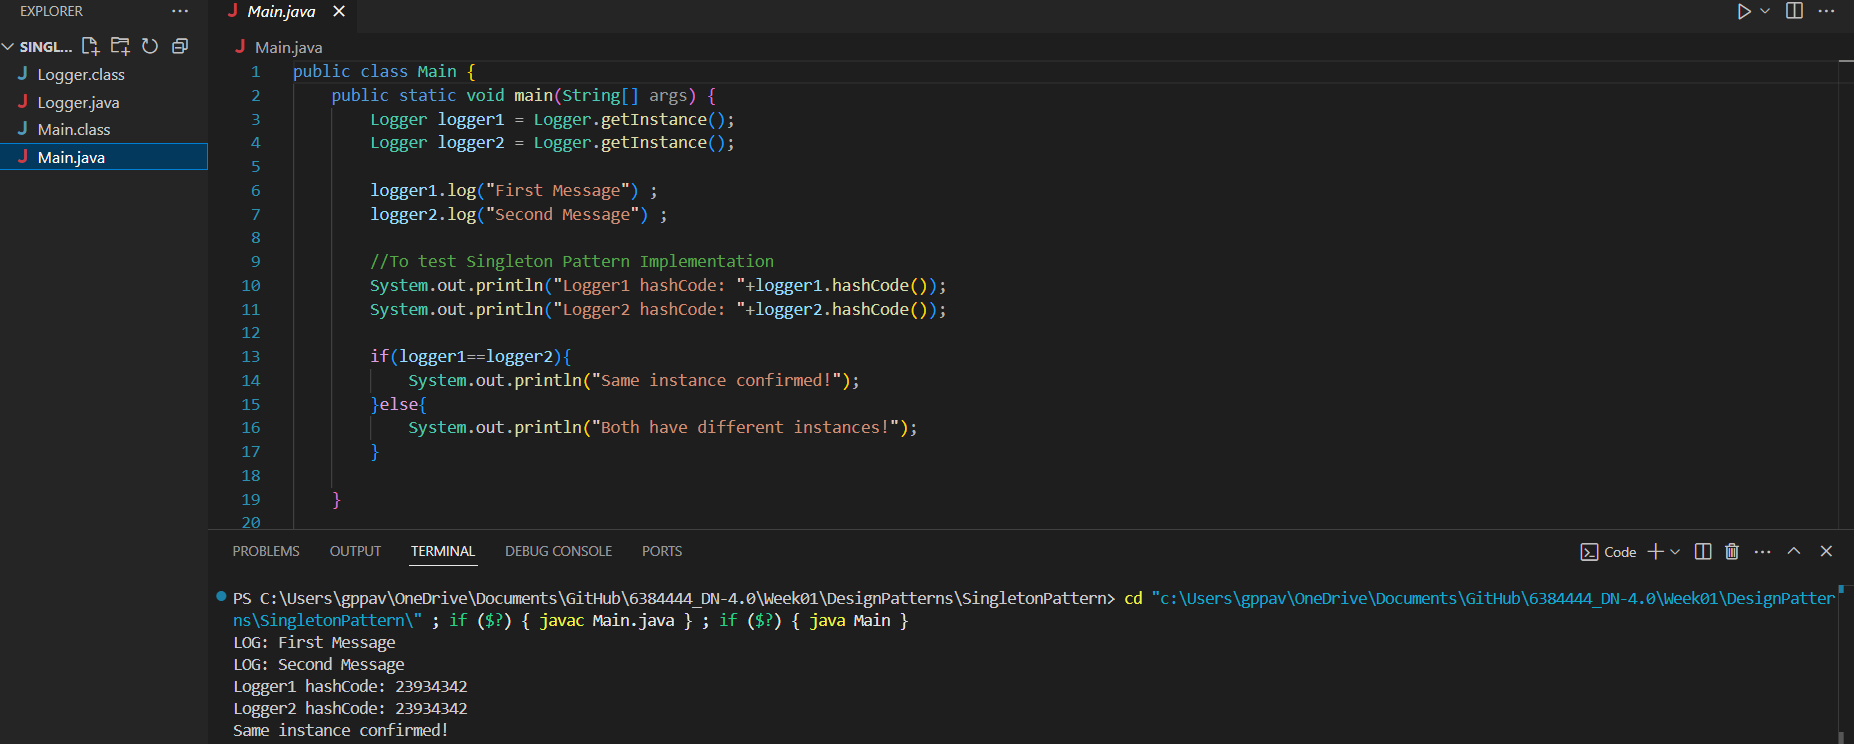 EXPLORER
SINGL...
Logger.class
Logger.java
Main.class
Main.java
Main.java
Main.java
1 public class Main {
2 public static void main(String[] args) {
3 Logger logger1 = Logger.getInstance();
4 Logger logger2 = Logger.getInstance();
5
6 logger1.log("First Message") ;
7 logger2.log("Second Message") ;
8
9 //To test Singleton Pattern Implementation
10 System.out.println("Logger1 hashCode: "+logger1.hashCode());
11 System.out.println("Logger2 hashCode: "+logger2.hashCode());
12
13 if(logger1==logger2){
14 System.out.println("Same instance confirmed!");
15 }else{
16 System.out.println("Both have different instances!");
17 }
18
19 }
20
PROBLEMS OUTPUT TERMINAL DEBUG CONSOLE PORTS
Code
PS C:\Users\gppav\OneDrive\Documents\GitHub\6384444_DN-4.0\Week01\DesignPatterns\SingletonPattern> cd "c:\Users\gppav\OneDrive\Documents\GitHub\6384444_DN-4.0\Week01\DesignPatter
ns\SingletonPattern\" ; if ($?) { javac Main.java } ; if ($?) { java Main }
LOG: First Message
LOG: Second Message
Logger1 hashCode: 23934342
Logger2 hashCode: 23934342
Same instance confirmed!